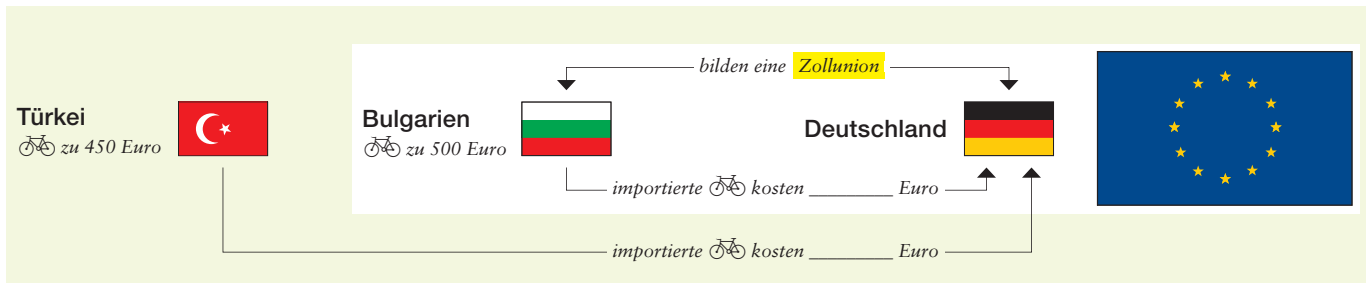 bilden eine Zollunion
Türkei
zu 450 Euro
Bulgarien
zu 500 Euro
Deutschland
importierte kosten ________ Euro
importierte kosten ________ Euro